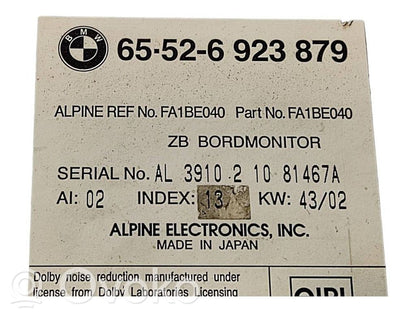 BMW 65·52-6 923 879
ALPINE REF No. FA1BE040 Part No. FA1BE040
ZB BORDMONITOR
SERIAL No. AL 3910 2 10 81467A
AI: 02 INDEX: 13 KW: 43/02
ALPINE ELECTRONICS, INC.
MADE IN JAPAN
Dolby noise reduction manufactured under
license from Dolby Laboratories Licensing
Ovoko